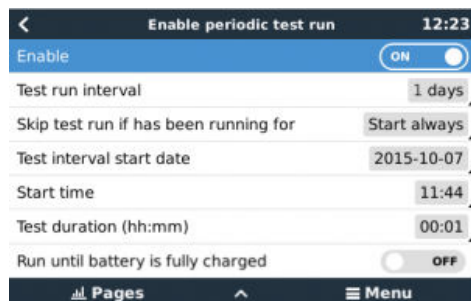 Enable periodic test run 12:23
Enable ON
Test run interval 1 days
Skip test run if has been running for Start always
Test interval start date 2015-10-07
Start time 11:44
Test duration (hh:mm) 00:01
Run until battery is fully charged OFF
Pages Menu